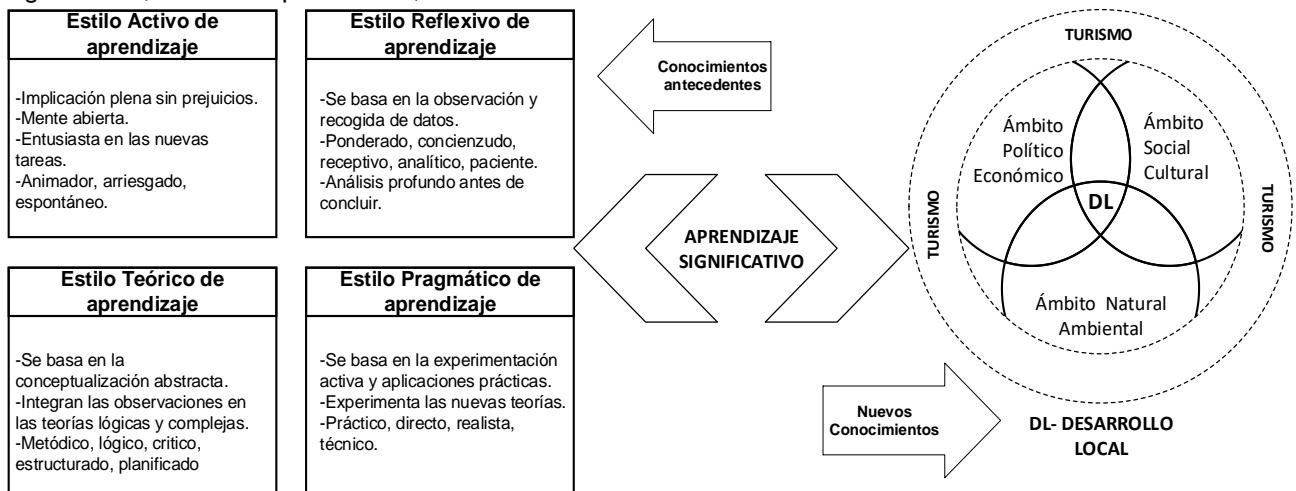 Estilo Activo de
aprendizaje
-Implicación plena sin prejuicios.
-Mente abierta.
-Entusiasta en las nuevas
tareas.
-Animador, arriesgado,
espontáneo.
Estilo Reflexivo de
aprendizaje
-Se basa en la observación y
recogida de datos.
-Ponderado, concienzudo,
receptivo, analítico, paciente.
-Análisis profundo antes de
concluir.
Estilo Teórico de
aprendizaje
-Se basa en la
conceptualización abstracta.
-Integran las observaciones en
las teorías lógicas y complejas.
-Metódico, lógico, critico,
estructurado, planificado
Estilo Pragmático de
aprendizaje
-Se basa en la experimentación
activa y aplicaciones prácticas.
-Experimenta las nuevas teorías.
-Práctico, directo, realista,
técnico.
Conocimientos
antecedentes
APRENDIZAJE
SIGNIFICATIVO
Nuevos
Conocimientos
TURISMO
TURISMO
TURISMO
Ámbito
Político
Económico
Ámbito
Social
Cultural
DL
Ámbito Natural
Ambiental
DL- DESARROLLO
LOCAL